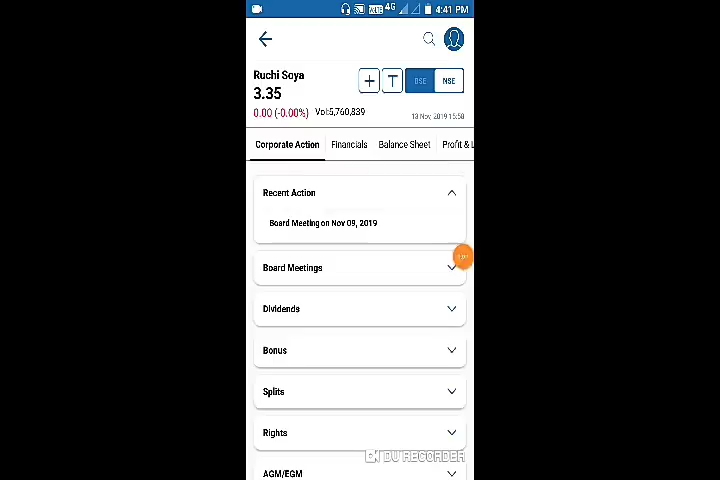 4G 4:41 PM
Ruchi Soya
3.35
+ T BSE NSE
0.00 (-0.00%) Vol:5,760,839
13 Nov, 2019 15:58
Corporate Action Financials Balance Sheet Profit & L
Recent Action
Board Meeting on Nov 09, 2019
Board Meetings
Dividends
Bonus
Splits
Rights
DU RECORDER
AGM/EGM